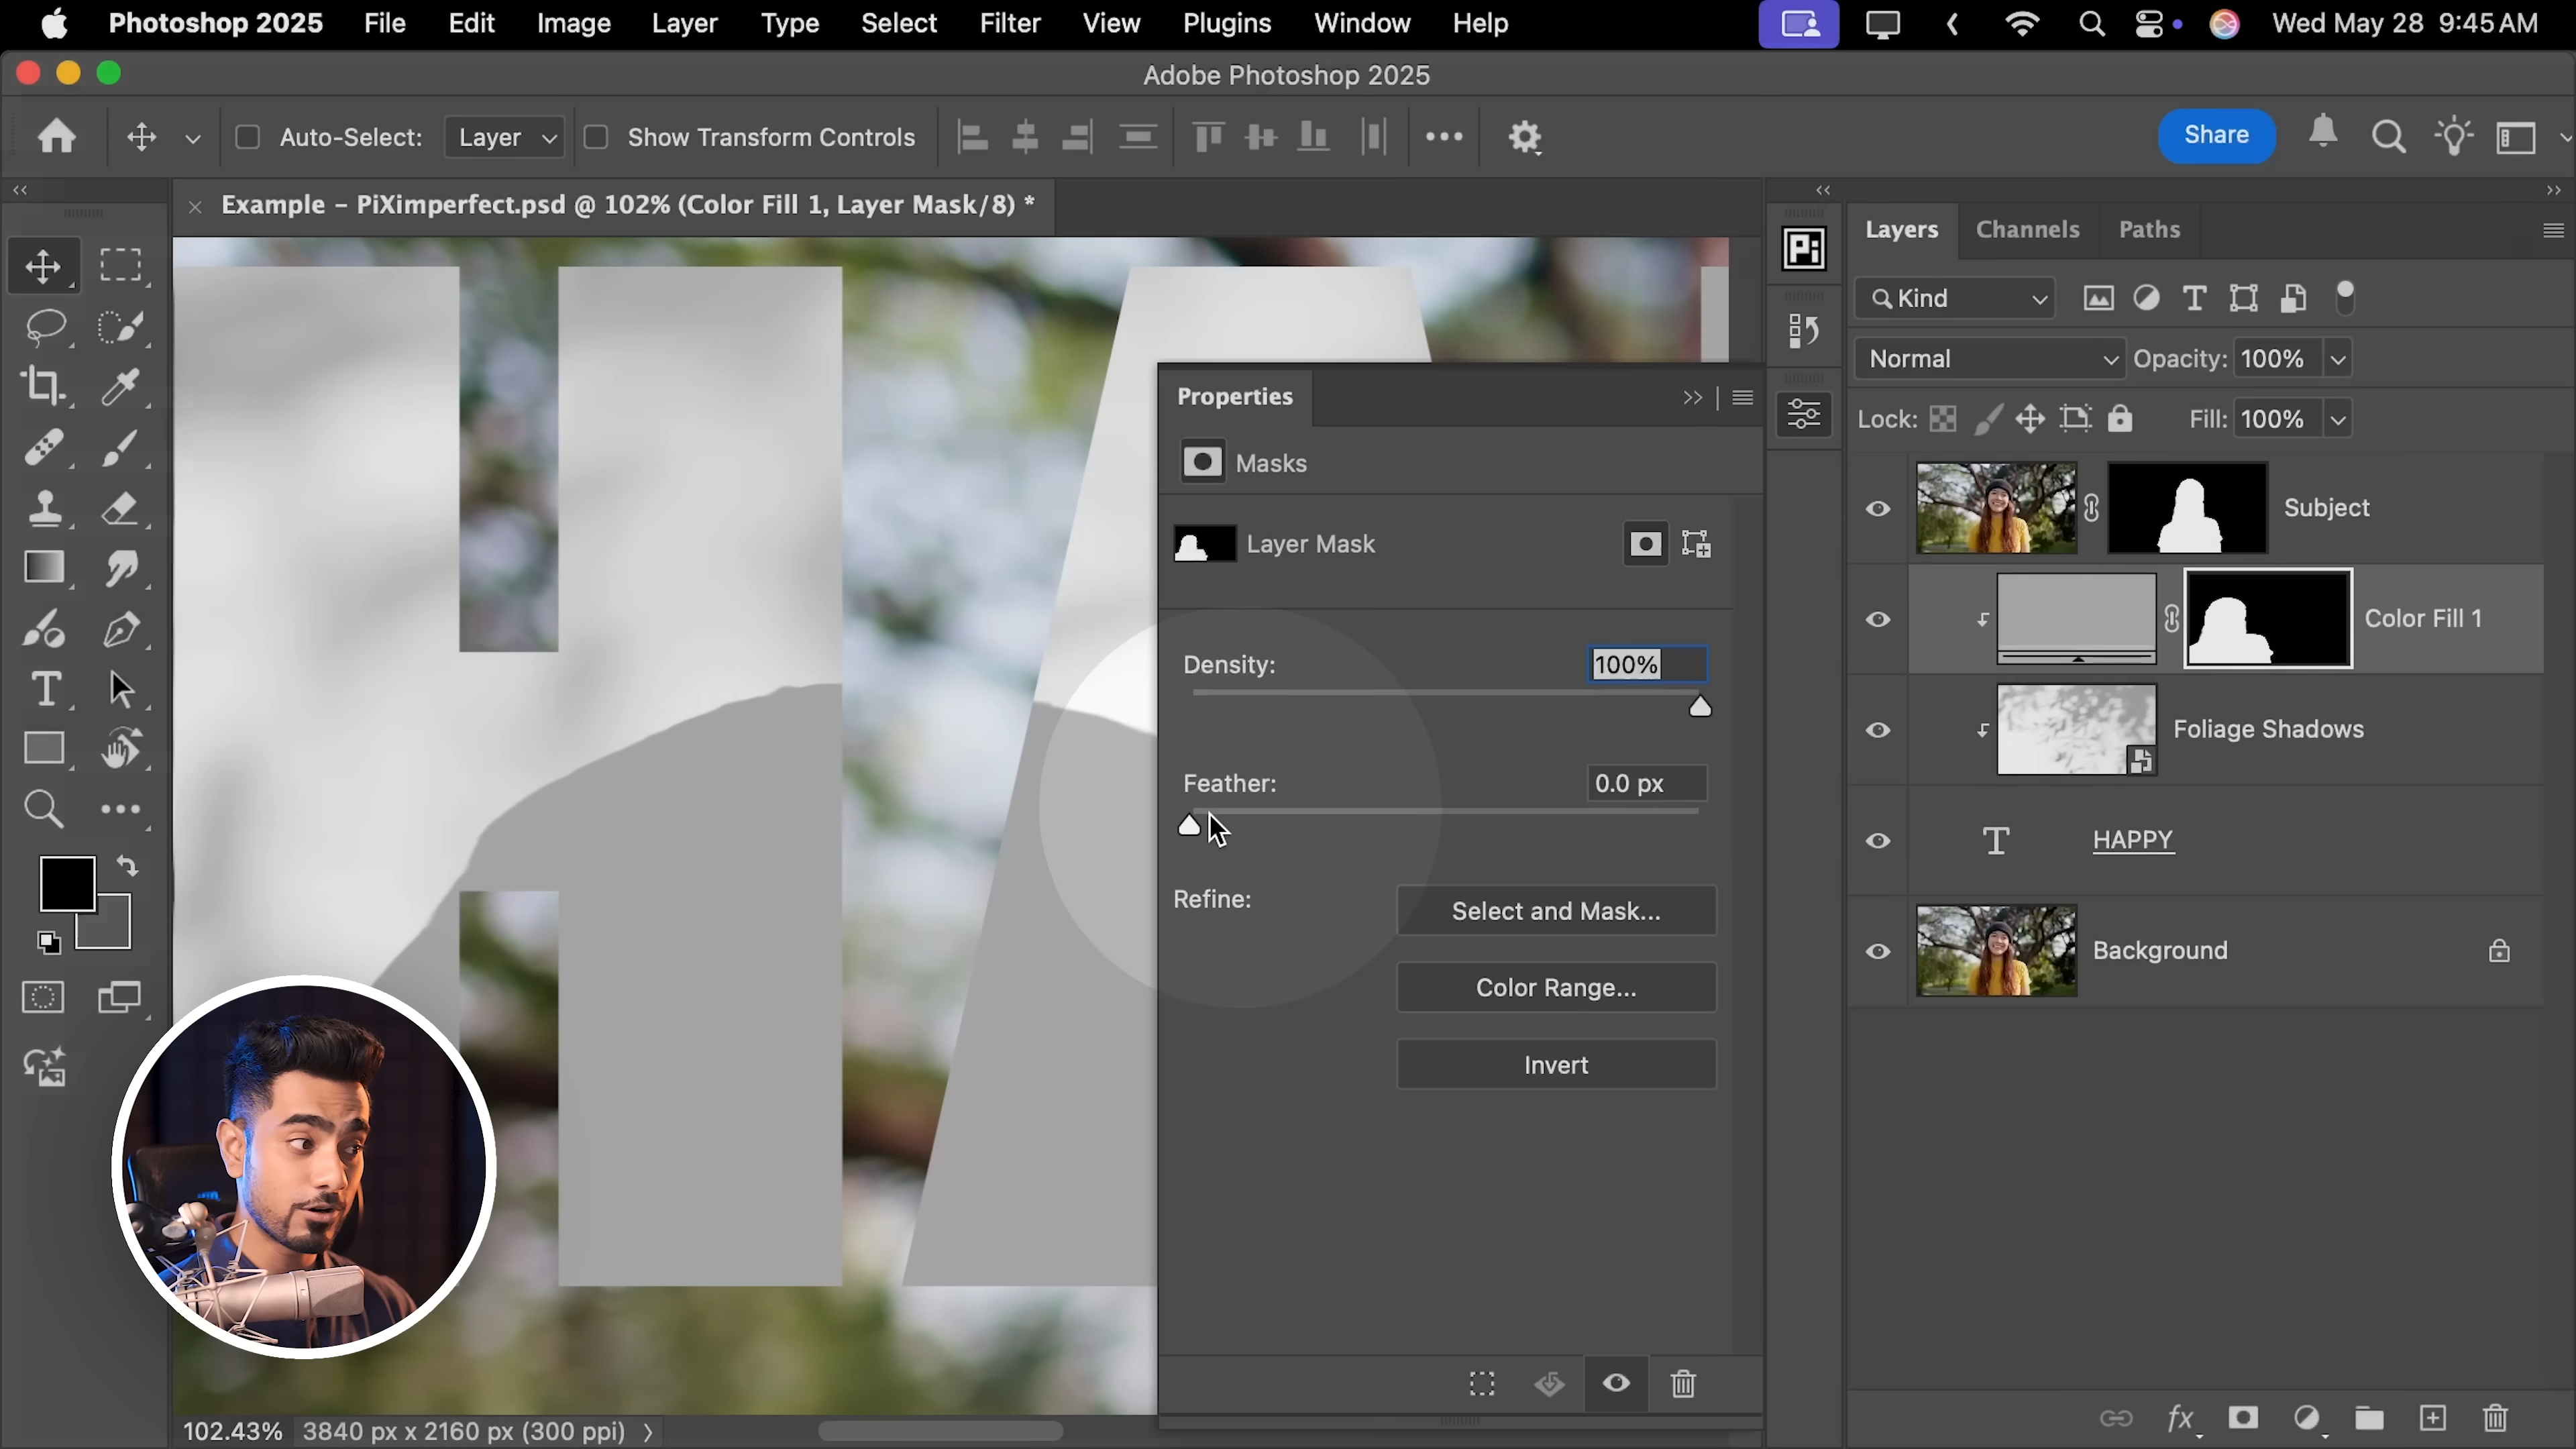 Photoshop 2025 File Edit Image Layer Type Select Filter View Plugins Window Help Wed May 28 9:45 AM
Adobe Photoshop 2025
Auto-Select: Layer Show Transform Controls Share
Example – PiXimperfect.psd @ 102% (Color Fill 1, Layer Mask/8) *
Layers Channels Paths
Pi
Kind
Normal Opacity: 100%
Lock: Fill: 100%
Subject
Color Fill 1
Foliage Shadows
HAPPY
Background
Properties
Masks
Layer Mask
Density: 100%
Feather: 0.0 px
Refine: Select and Mask...
Color Range...
Invert
102.43% 3840 px x 2160 px (300 ppi)